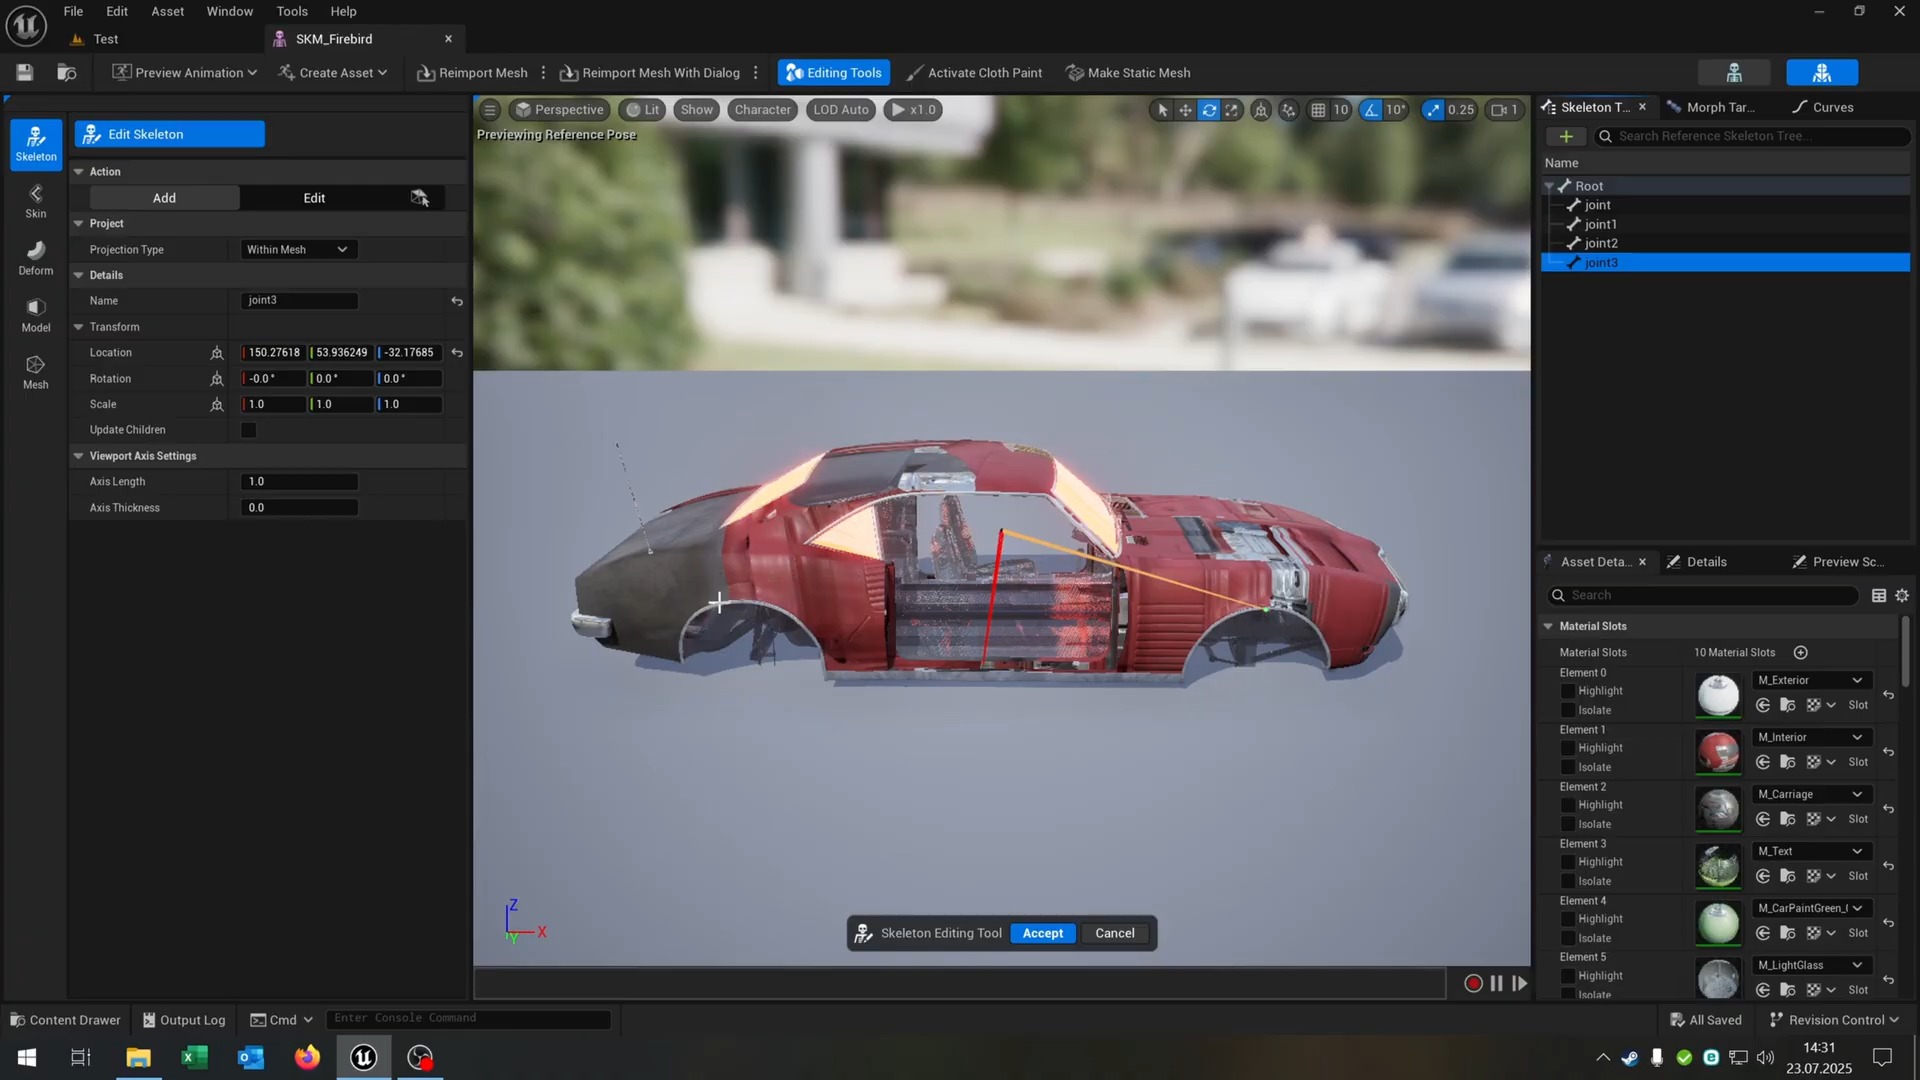 File Edit Asset Window Tools Help
Test SKM_Firebird
Preview Animation Create Asset Reimport Mesh Reimport Mesh With Dialog Editing Tools Activate Cloth Paint Make Static Mesh
Perspective Lit Show Character LOD Auto x1.0 10 10° 0.25 1
Previewing Reference Pose
Skeleton
Skin
Deform
Model
Mesh
Edit Skeleton
Action
Add Edit
Project
Projection Type Within Mesh
Details
Name joint3
Transform
Location 150.27618 53.936249 -32.17685
Rotation -0.0° 0.0° 0.0°
Scale 1.0 1.0 1.0
Update Children
Viewport Axis Settings
Axis Length 1.0
Axis Thickness 0.0
Z
X
Y
Skeleton Editing Tool Accept Cancel
Skeleton T... Morph Tar... Curves
Search Reference Skeleton Tree...
Name
Root
joint
joint1
joint2
joint3
Asset Deta... Details Preview Sc...
Search
Material Slots
Material Slots 10 Material Slots
Element 0
Highlight
Isolate
M_Exterior
Slot
Element 1
Highlight
Isolate
M_Interior
Slot
Element 2
Highlight
Isolate
M_Carriage
Slot
Element 3
Highlight
Isolate
M_Text
Slot
Element 4
Highlight
Isolate
M_CarPaintGreen_(
Slot
Element 5
Highlight
Isolate
M_LightGlass
Slot
Content Drawer Output Log Cmd Enter Console Command All Saved Revision Control
14:31
23.07.2025